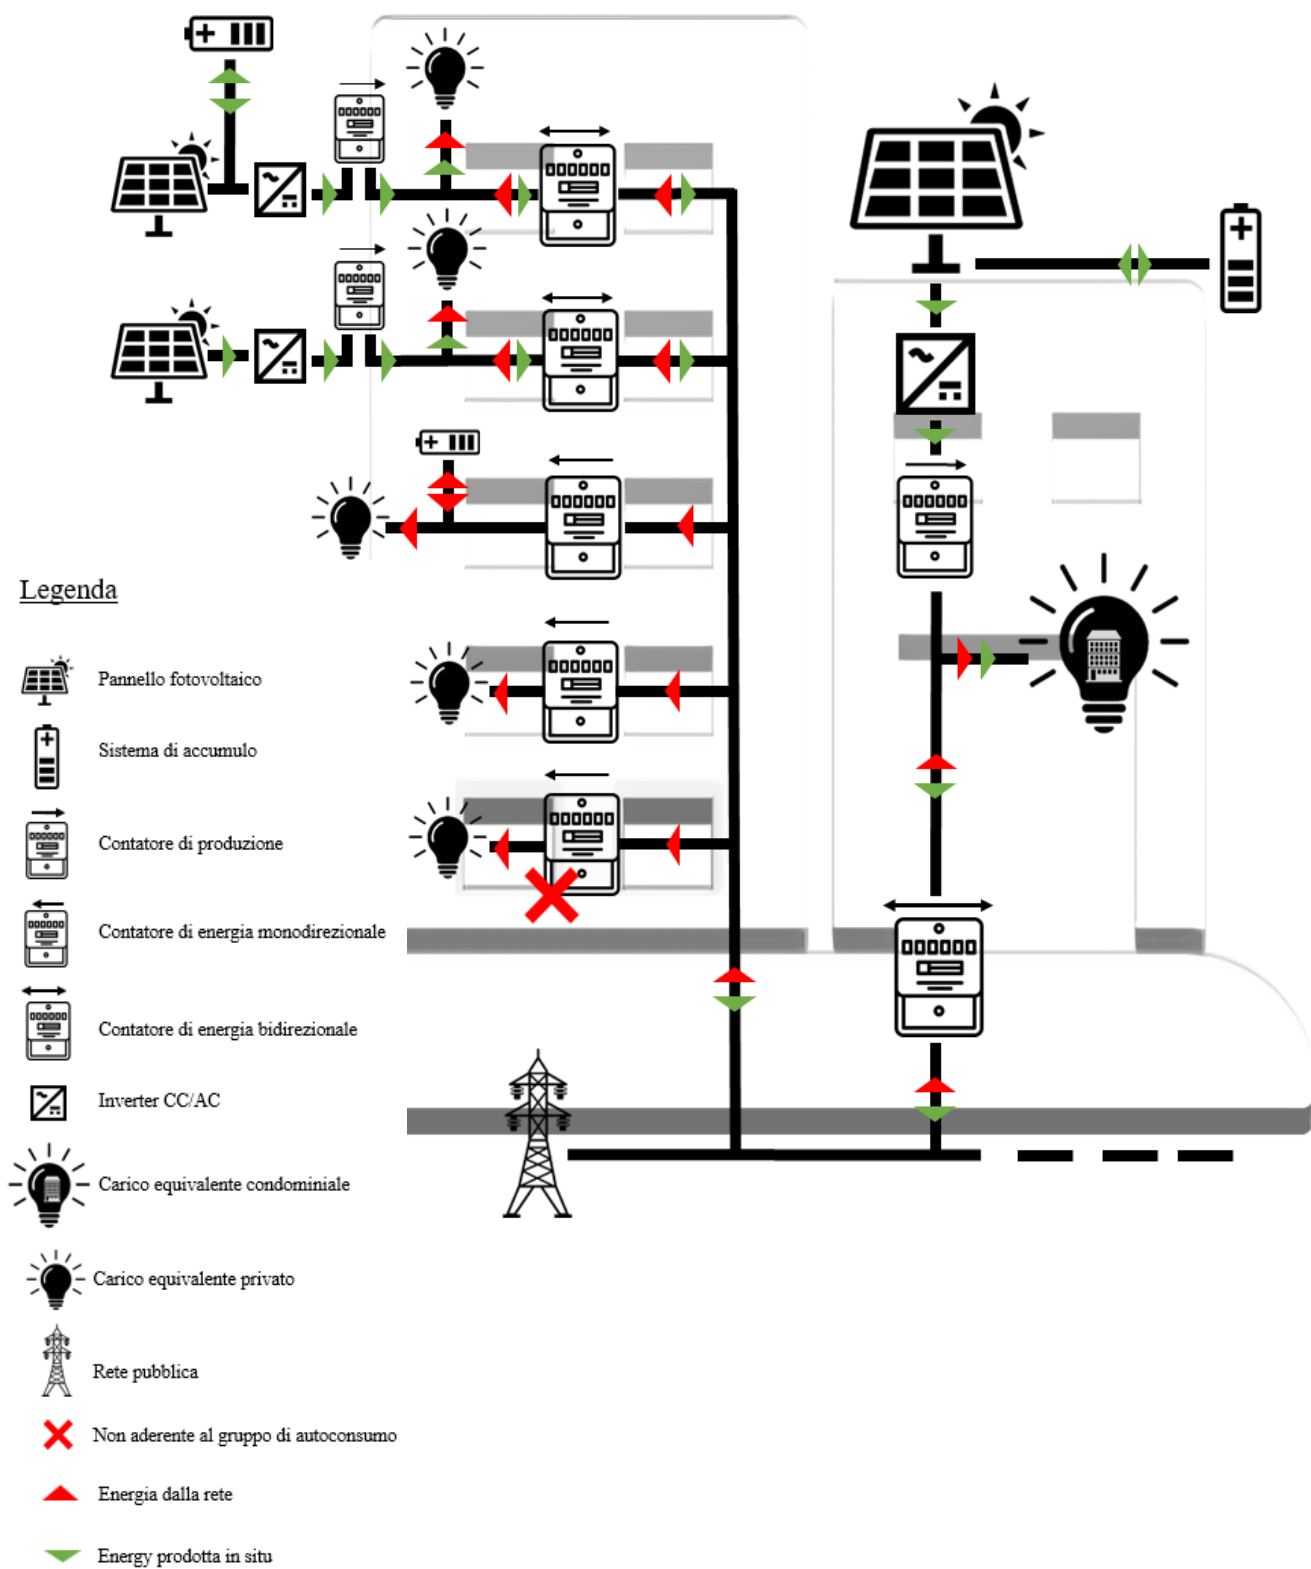 Legenda
Pannello fotovoltaico
Sistema di accumulo
Contatore di produzione
Contatore di energia monodirezionale
Contatore di energia bidirezionale
Inverter CC/AC
Carico equivalente condominiale
Carico equivalente privato
Rete pubblica
Non aderente al gruppo di autoconsumo
Energia dalla rete
Energy prodotta in situ